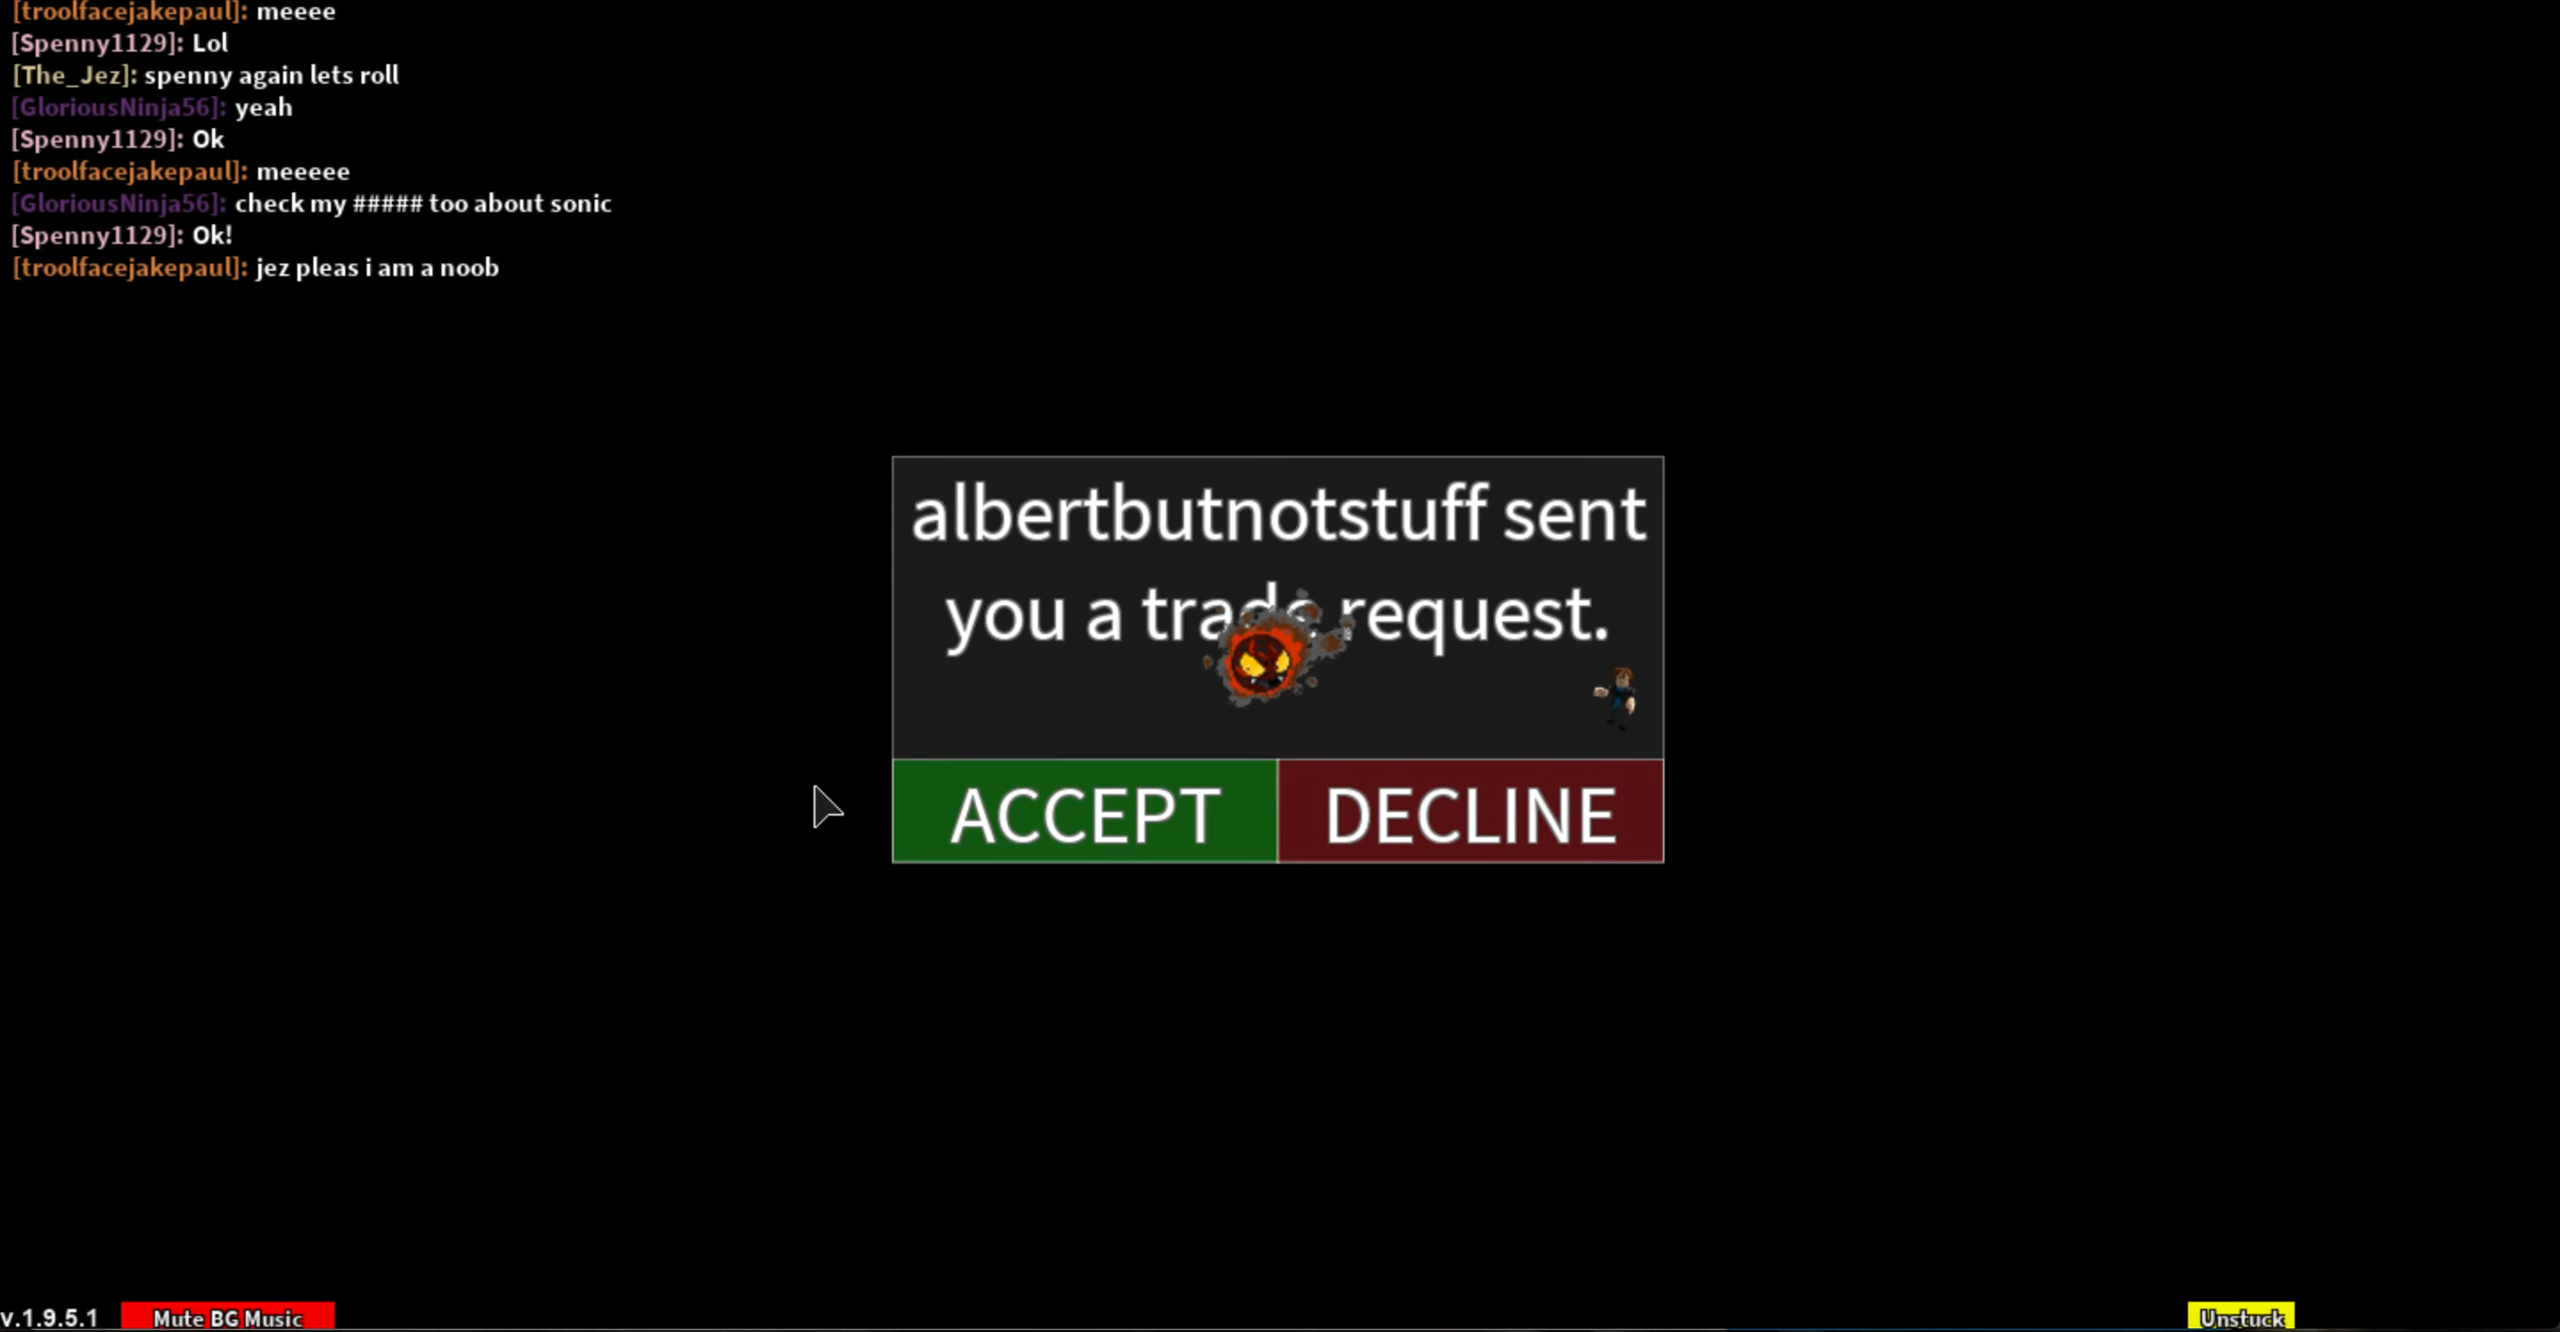 [troolfacejakepaul]: meeee
[Spenny1129]: Lol
[The_Jez]: spenny again lets roll
[GloriousNinja56]: yeah
[Spenny1129]: Ok
[troolfacejakepaul]: meeeee
[GloriousNinja56]: check my ##### too about sonic
[Spenny1129]: Ok!
[troolfacejakepaul]: jez pleas i am a noob
albertbutnotstuff sent
you a trade request.
ACCEPT DECLINE
v.1.9.5.1 Mute BG Music Unstuck